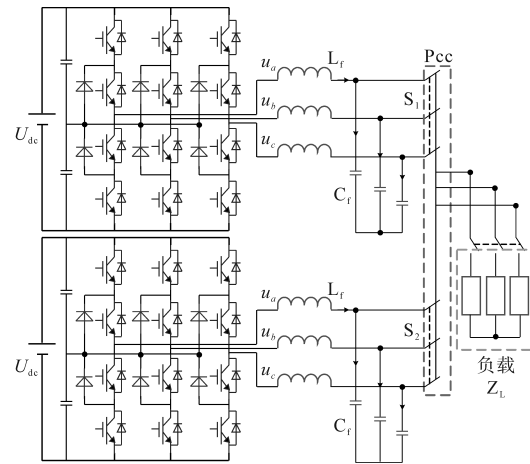 Pcc
u_a L_f
u_b S_1
U_dc
u_c
C_f
u_a L_f
u_b S_2
U_dc
u_c
C_f
负载
Z_L